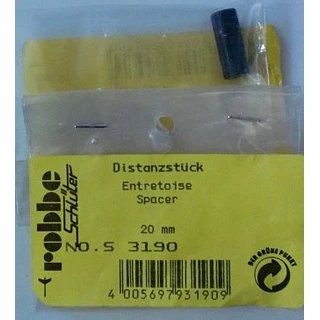 robbe
Schlüter
Distanzstück
Entretoise
Spacer
20 mm
NO.S 3190
4 005697 931909
DER GRÜNE PUNKT